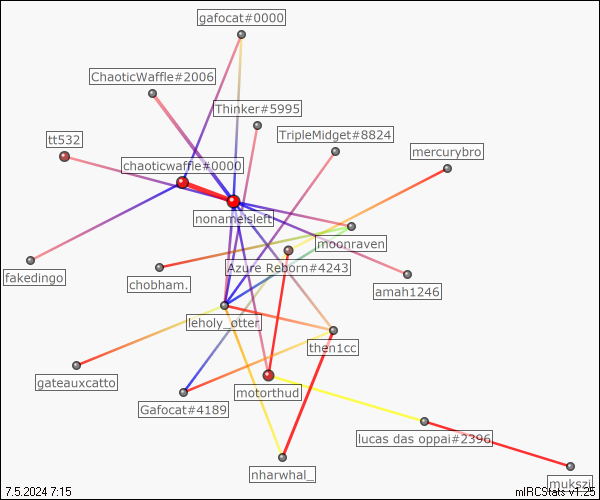 gafocat#0000
ChaoticWaffle#2006
Thinker#5995
TripleMidget#8824
tt532
mercurybro
chaoticwaffle#0000
nonameisleft
moonraven
Azure Reborn#4243
fakedingo
chobham.
amah1246
leholy_otter
then1cc
gateauxcatto
motorthud
Gafocat#4189
lucas das oppai#2396
nharwhal_
mukszi
7.5.2024 7:15
mIRCStats v1.25